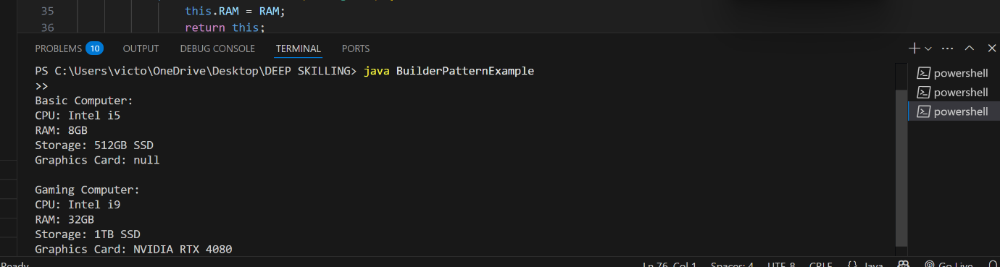 35 this.RAM = RAM;
36 return this;
PROBLEMS 10 OUTPUT DEBUG CONSOLE TERMINAL PORTS
PS C:\Users\victo\OneDrive\Desktop\DEEP SKILLING> java BuilderPatternExample
>>
Basic Computer:
CPU: Intel i5
RAM: 8GB
Storage: 512GB SSD
Graphics Card: null
Gaming Computer:
CPU: Intel i9
RAM: 32GB
Storage: 1TB SSD
Graphics Card: NVIDIA RTX 4080
powershell
powershell
powershell
Ready Ln 76, Col 1 Spaces: 4 UTF-8 CRLF {} Java Go Live